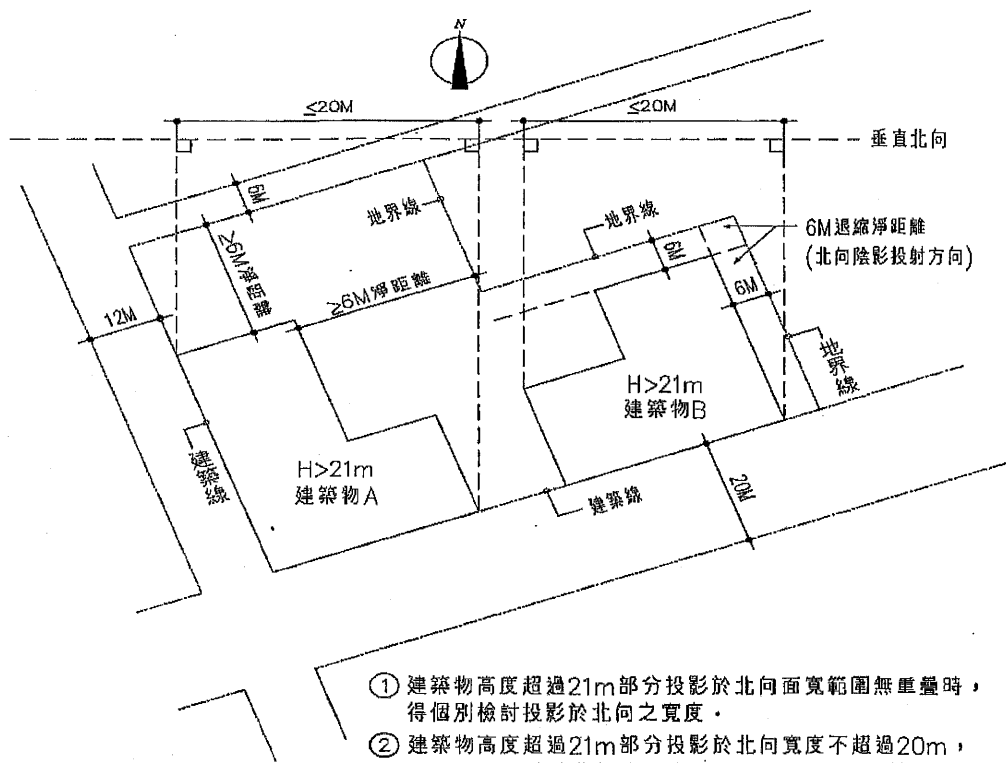 N
≤20M
≤20M
垂直北向
6M
地界線
地界線
6M
6M退縮淨距離
(北向陰影投射方向)
≥6M淨距離
≥6M淨距離
6M
12M
地界線
H>21m
建築物B
建築線
H>21m
建築物A
建築線
20M
① 建築物高度超過21m部分投影於北向面寬範圍無重疊時，
得個別檢討投影於北向之寬度。
② 建築物高度超過21m部分投影於北向寬度不超過20m，